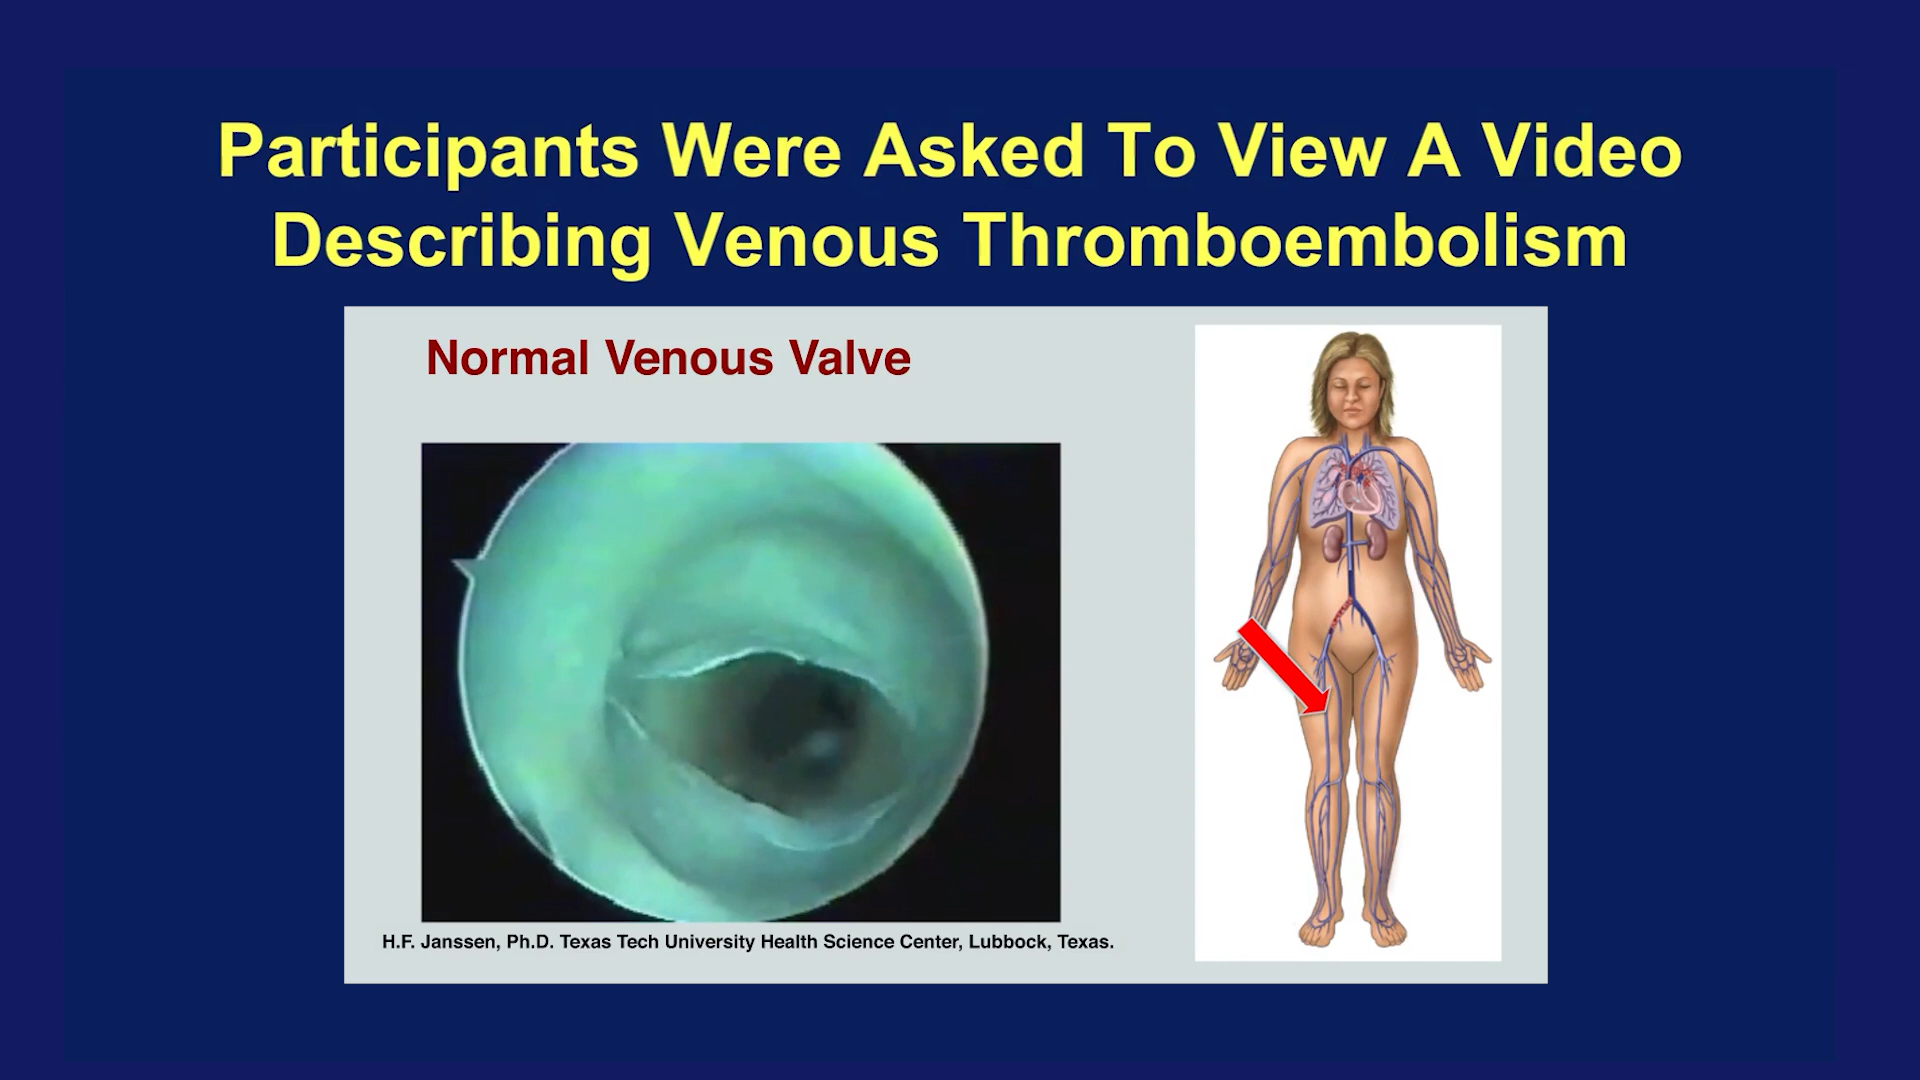 Participants Were Asked To View A Video
Describing Venous Thromboembolism
Normal Venous Valve
H.F. Janssen, Ph.D. Texas Tech University Health Science Center, Lubbock, Texas.